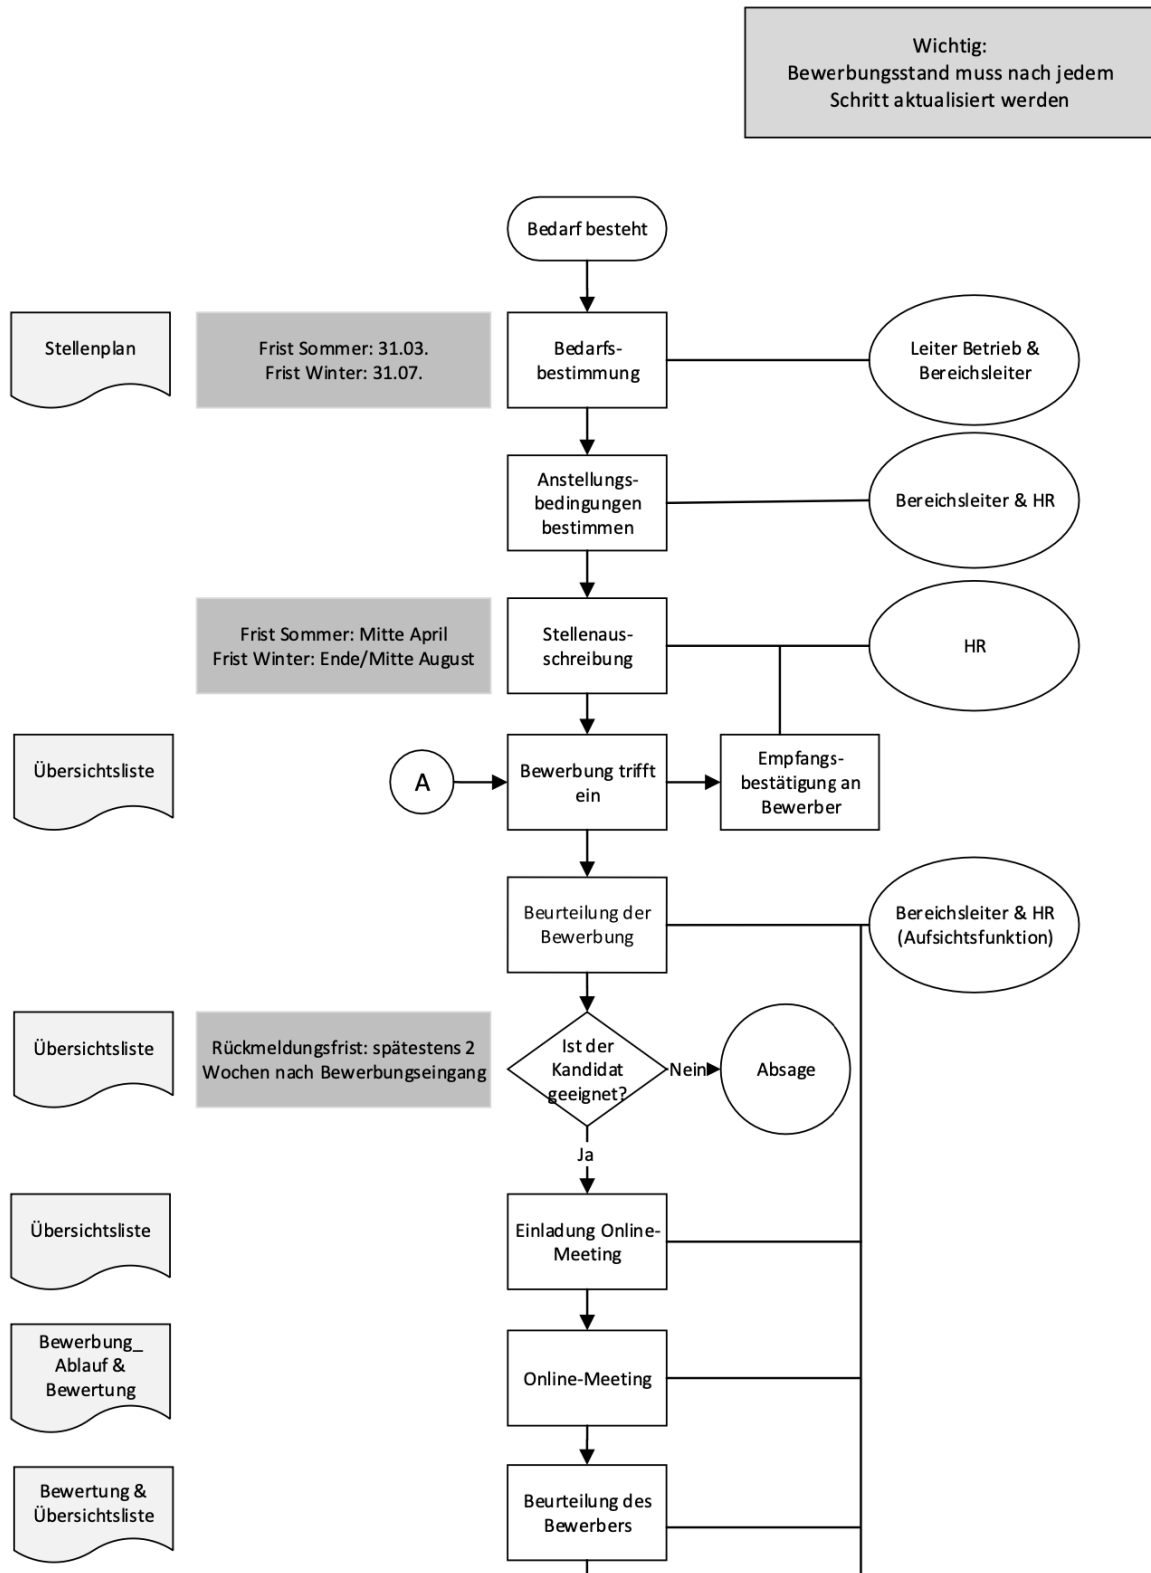 Wichtig:
Bewerbungsstand muss nach jedem
Schritt aktualisiert werden
Bedarf besteht
Stellenplan
Frist Sommer: 31.03.
Frist Winter: 31.07.
Bedarfs-
bestimmung
Leiter Betrieb &
Bereichsleiter
Anstellungs-
bedingungen
bestimmen
Bereichsleiter & HR
Frist Sommer: Mitte April
Frist Winter: Ende/Mitte August
Stellenaus-
schreibung
HR
Übersichtsliste
A
Bewerbung trifft
ein
Empfangs-
bestätigung an
Bewerber
Beurteilung der
Bewerbung
Bereichsleiter & HR
(Aufsichtsfunktion)
Übersichtsliste
Rückmeldungsfrist: spätestens 2
Wochen nach Bewerbungseingang
Ist der
Kandidat
geeignet?
Nein
Absage
Ja
Übersichtsliste
Einladung Online-
Meeting
Bewerbung_
Ablauf &
Bewertung
Online-Meeting
Bewertung &
Übersichtsliste
Beurteilung des
Bewerbers